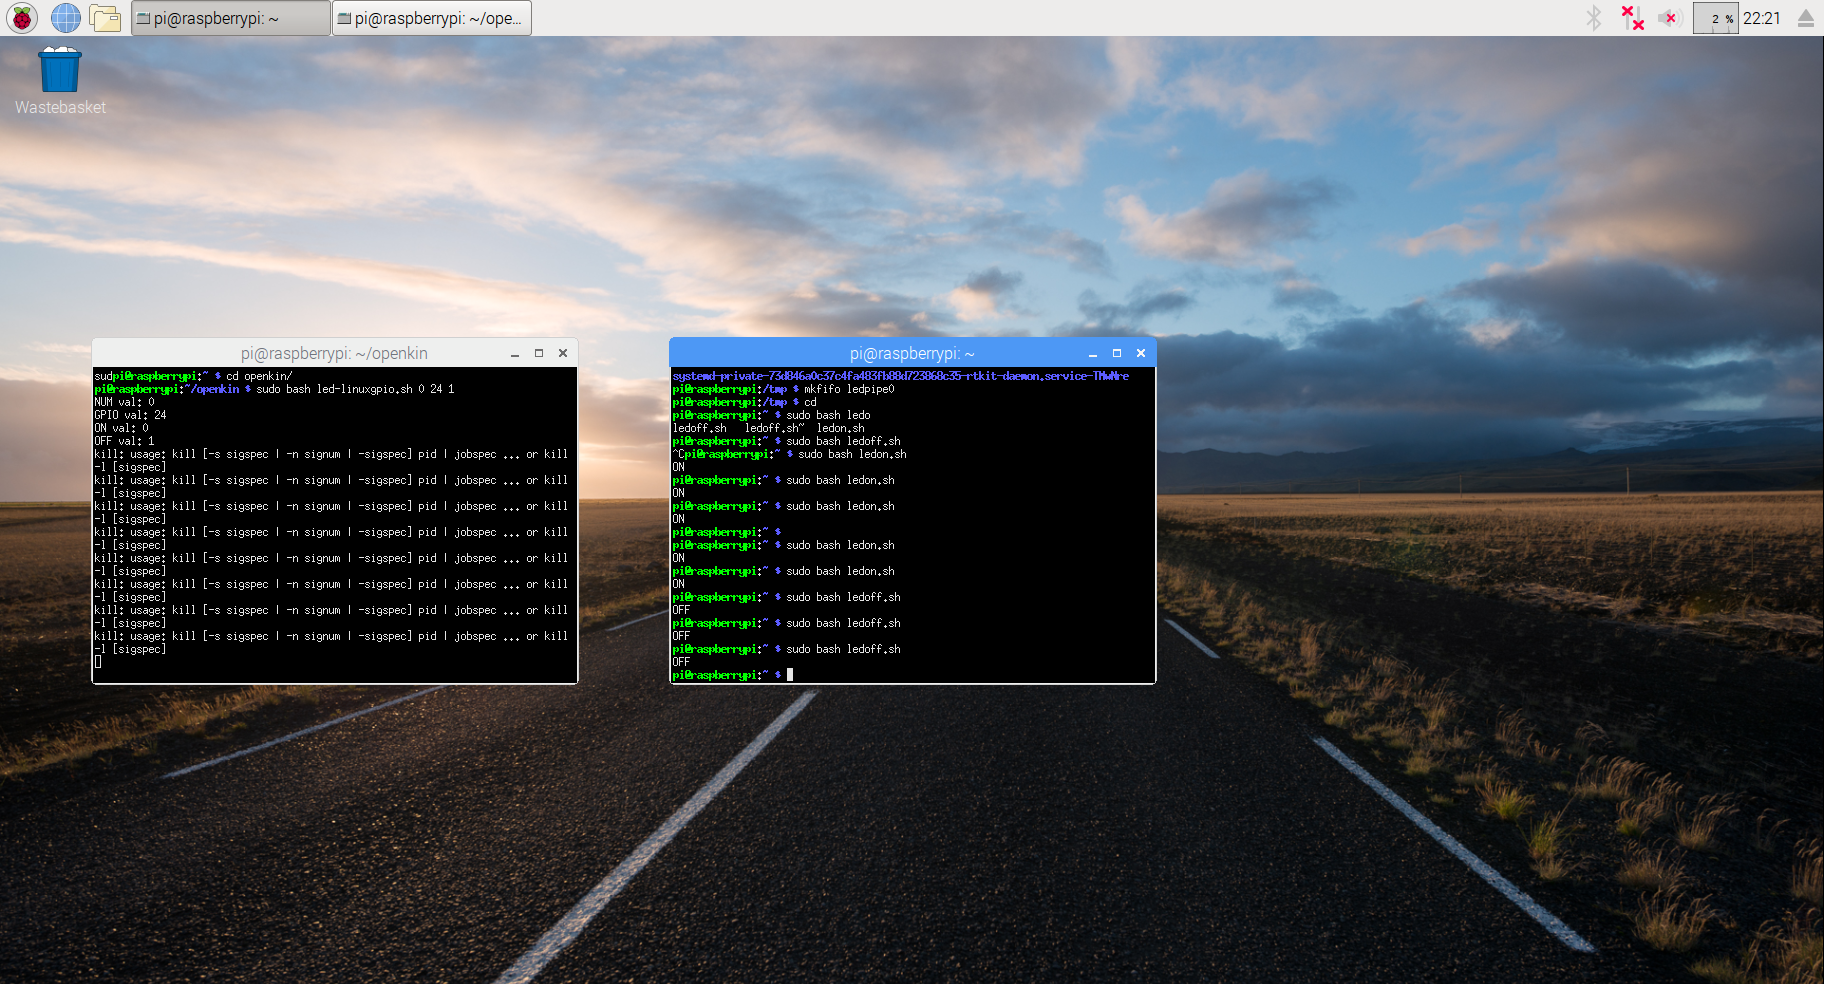 pi@raspberrypi: ~
pi@raspberrypi: ~/ope...
2 %
22:21
Wastebasket
pi@raspberrypi: ~/openkin
sudpi@raspberrypi:~ $ cd openkin/
pi@raspberrypi:~/openkin $ sudo bash led-linuxgpio.sh 0 24 1
NUM val: 0
GPIO val: 24
ON val: 0
OFF val: 1
kill: usage: kill [-s sigspec | -n signum | -sigspec] pid | jobspec ... or kill
-l [sigspec]
kill: usage: kill [-s sigspec | -n signum | -sigspec] pid | jobspec ... or kill
-l [sigspec]
kill: usage: kill [-s sigspec | -n signum | -sigspec] pid | jobspec ... or kill
-l [sigspec]
kill: usage: kill [-s sigspec | -n signum | -sigspec] pid | jobspec ... or kill
-l [sigspec]
kill: usage: kill [-s sigspec | -n signum | -sigspec] pid | jobspec ... or kill
-l [sigspec]
kill: usage: kill [-s sigspec | -n signum | -sigspec] pid | jobspec ... or kill
-l [sigspec]
kill: usage: kill [-s sigspec | -n signum | -sigspec] pid | jobspec ... or kill
-l [sigspec]
kill: usage: kill [-s sigspec | -n signum | -sigspec] pid | jobspec ... or kill
-l [sigspec]
pi@raspberrypi: ~
systemd-private-73d846a0c37c4fa483fb88d723868c35-rtkit-daemon.service-TMwNre
pi@raspberrypi:/tmp $ mkfifo ledpipe0
pi@raspberrypi:/tmp $ cd
pi@raspberrypi:~ $ sudo bash ledo
ledoff.sh   ledoff.sh~  ledon.sh
pi@raspberrypi:~ $ sudo bash ledoff.sh
^Cpi@raspberrypi:~ $ sudo bash ledon.sh
ON
pi@raspberrypi:~ $ sudo bash ledon.sh
ON
pi@raspberrypi:~ $ sudo bash ledon.sh
ON
pi@raspberrypi:~ $
pi@raspberrypi:~ $ sudo bash ledon.sh
ON
pi@raspberrypi:~ $ sudo bash ledon.sh
ON
pi@raspberrypi:~ $ sudo bash ledoff.sh
OFF
pi@raspberrypi:~ $ sudo bash ledoff.sh
OFF
pi@raspberrypi:~ $ sudo bash ledoff.sh
OFF
pi@raspberrypi:~ $